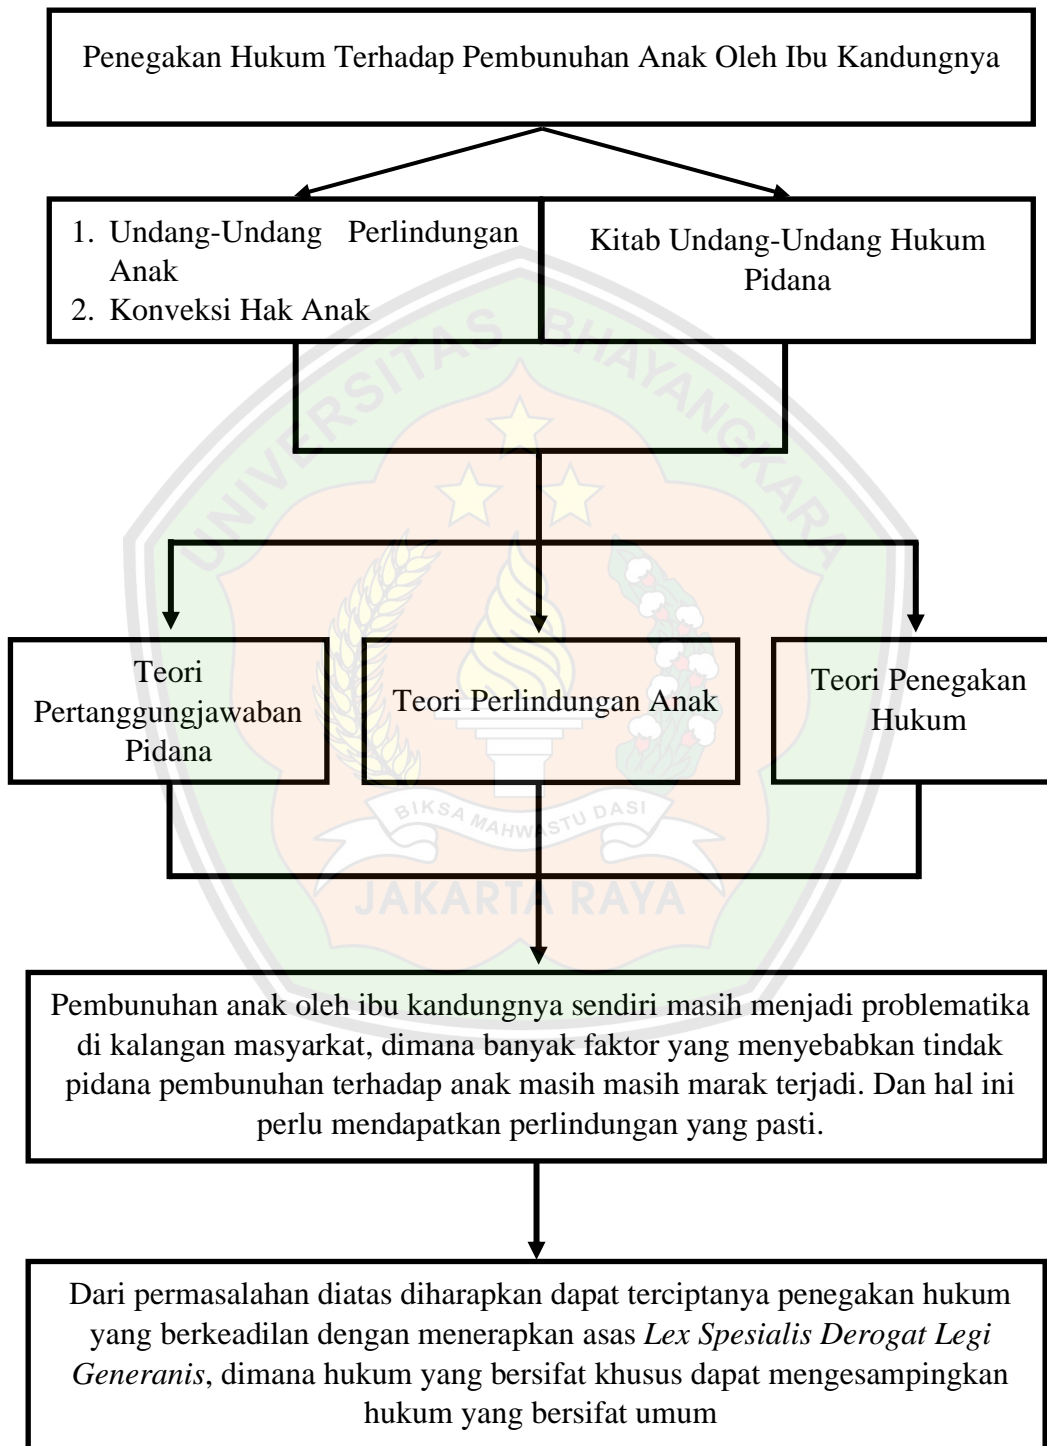 Penegakan Hukum Terhadap Pembunuhan Anak Oleh Ibu Kandungnya
1. Undang-Undang Perlindungan
Anak
2. Konveksi Hak Anak
Kitab Undang-Undang Hukum
Pidana
UNIVERSITAS BHAYANGKARA
Teori
Pertanggungjawaban
Pidana
Teori Perlindungan Anak
Teori Penegakan
Hukum
BIKSA MAHWASTU DASI
JAKARTA RAYA
Pembunuhan anak oleh ibu kandungnya sendiri masih menjadi problematika
di kalangan masyarkat, dimana banyak faktor yang menyebabkan tindak
pidana pembunuhan terhadap anak masih masih marak terjadi. Dan hal ini
perlu mendapatkan perlindungan yang pasti.
Dari permasalahan diatas diharapkan dapat terciptanya penegakan hukum
yang berkeadilan dengan menerapkan asas Lex Spesialis Derogat Legi
Generanis, dimana hukum yang bersifat khusus dapat mengesampingkan
hukum yang bersifat umum